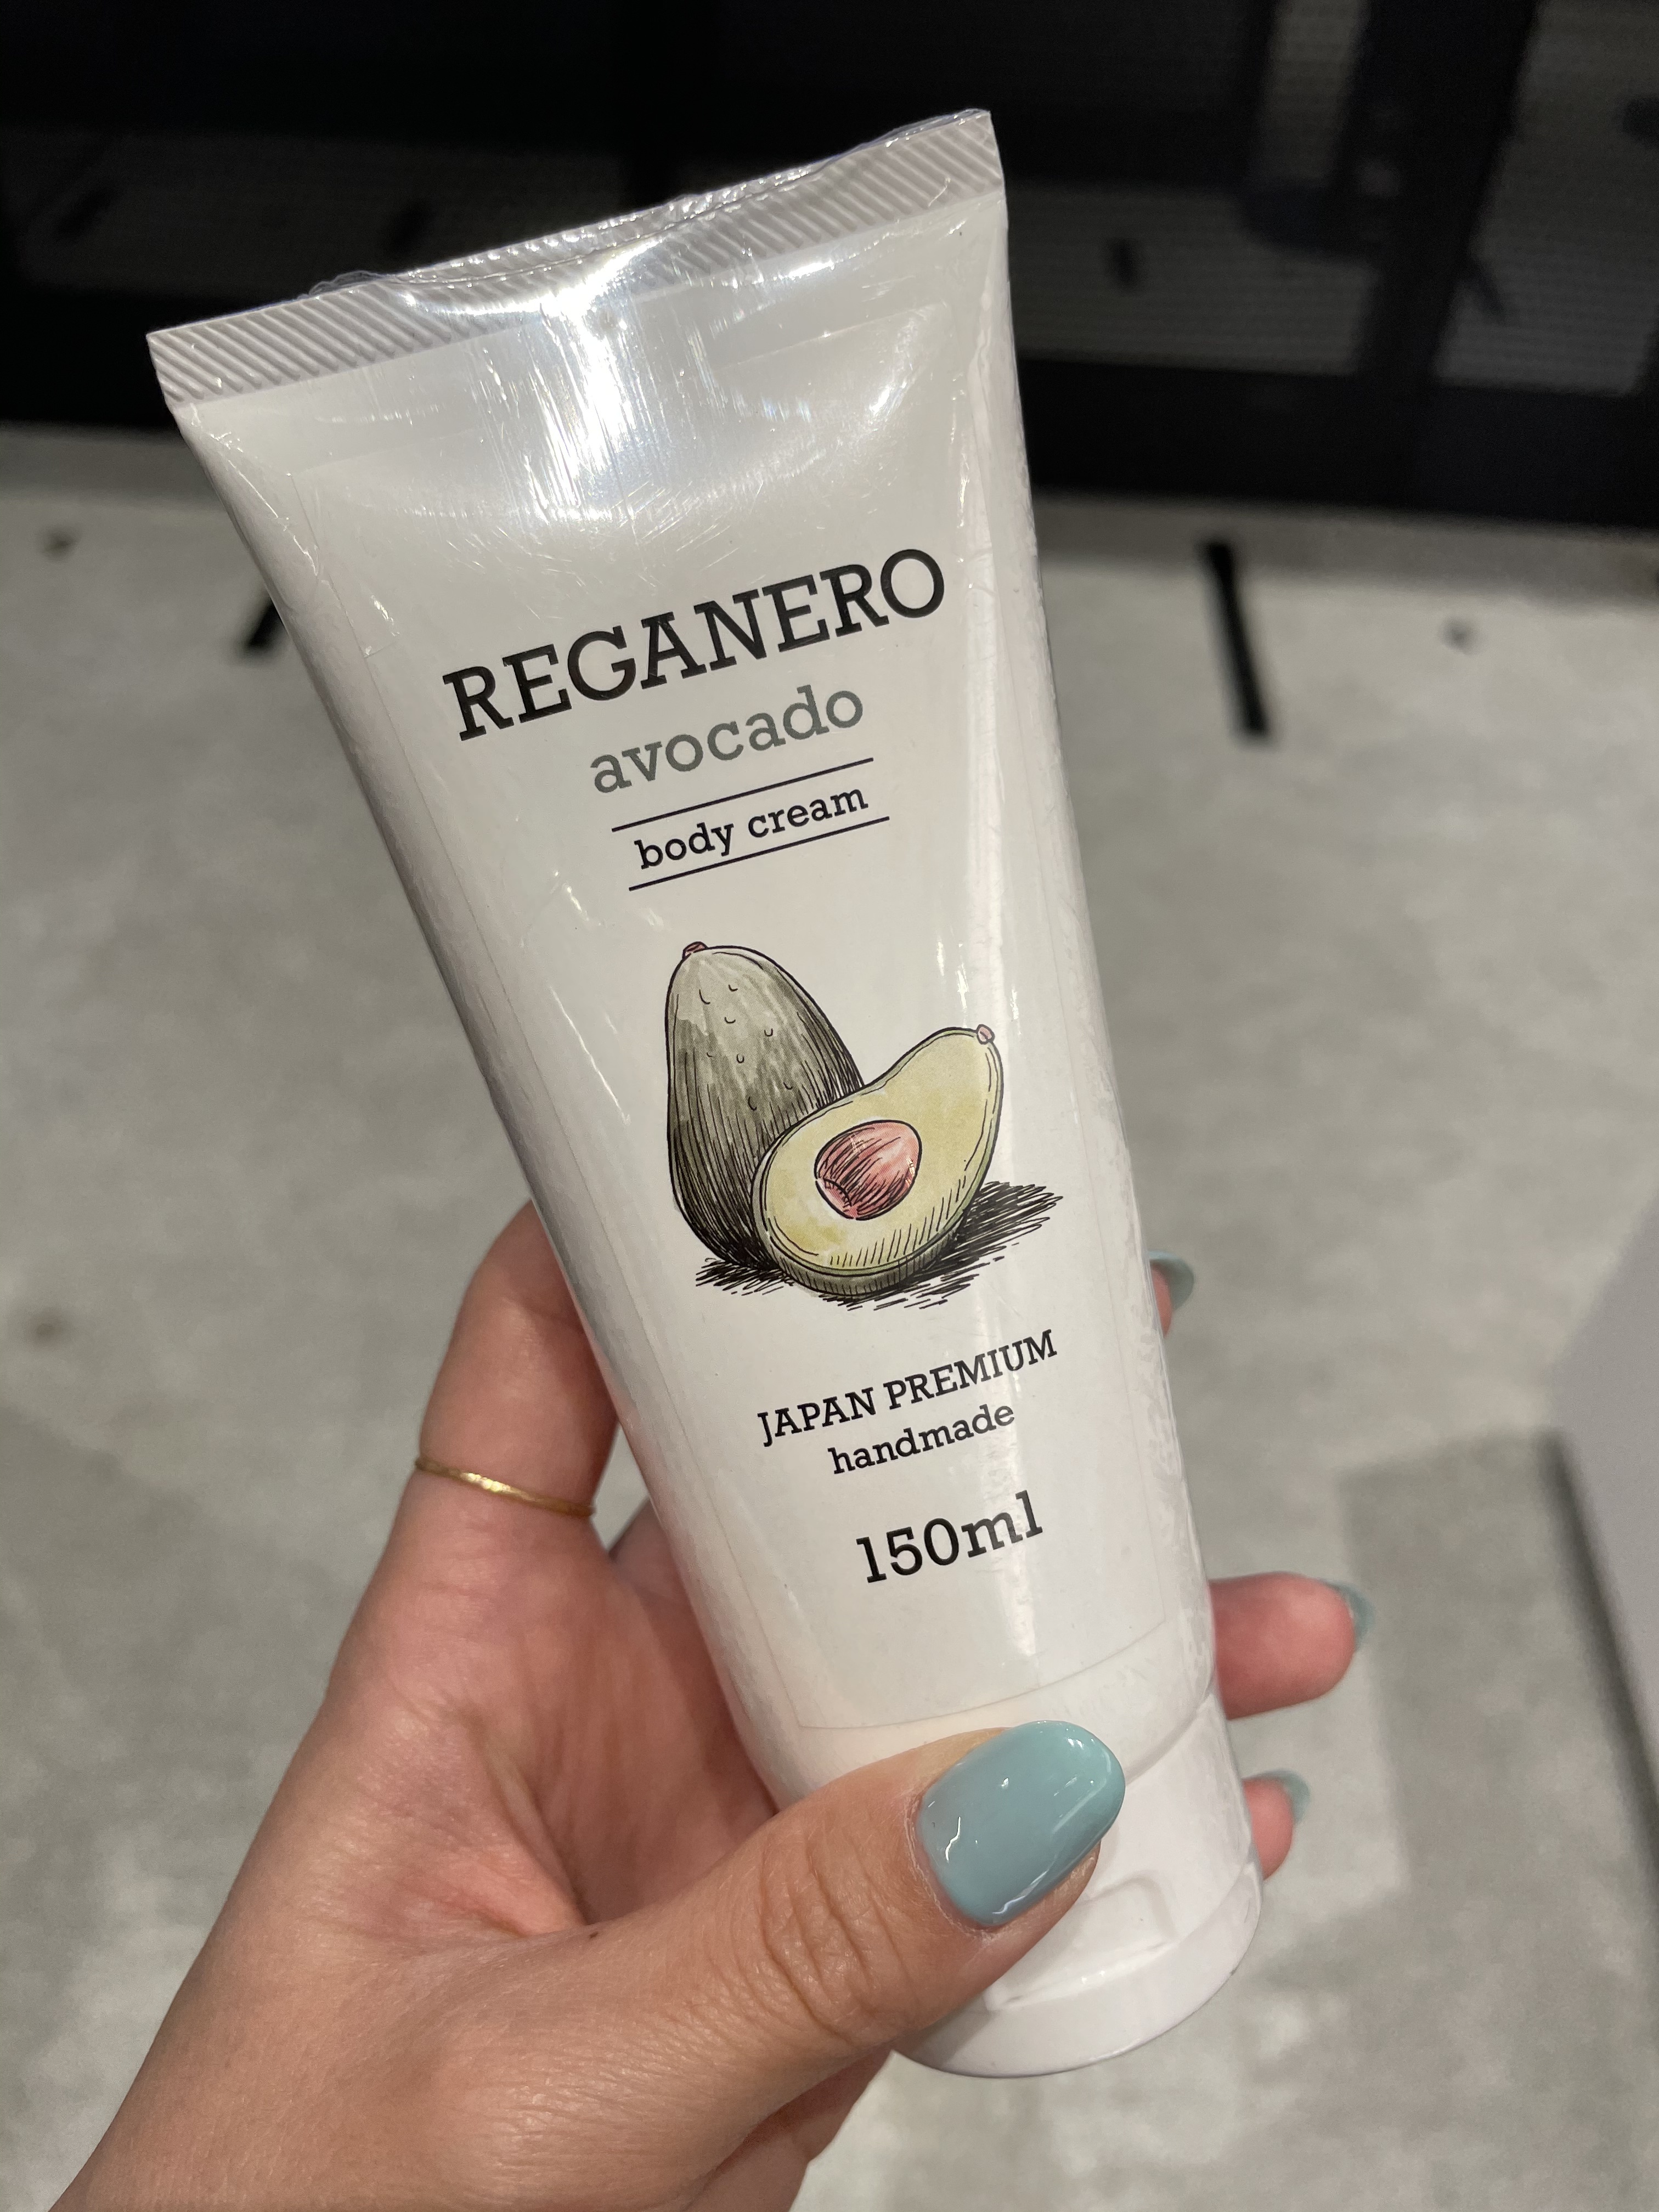 REGANERO
avocado
body cream
JAPAN PREMIUM
handmade
150ml